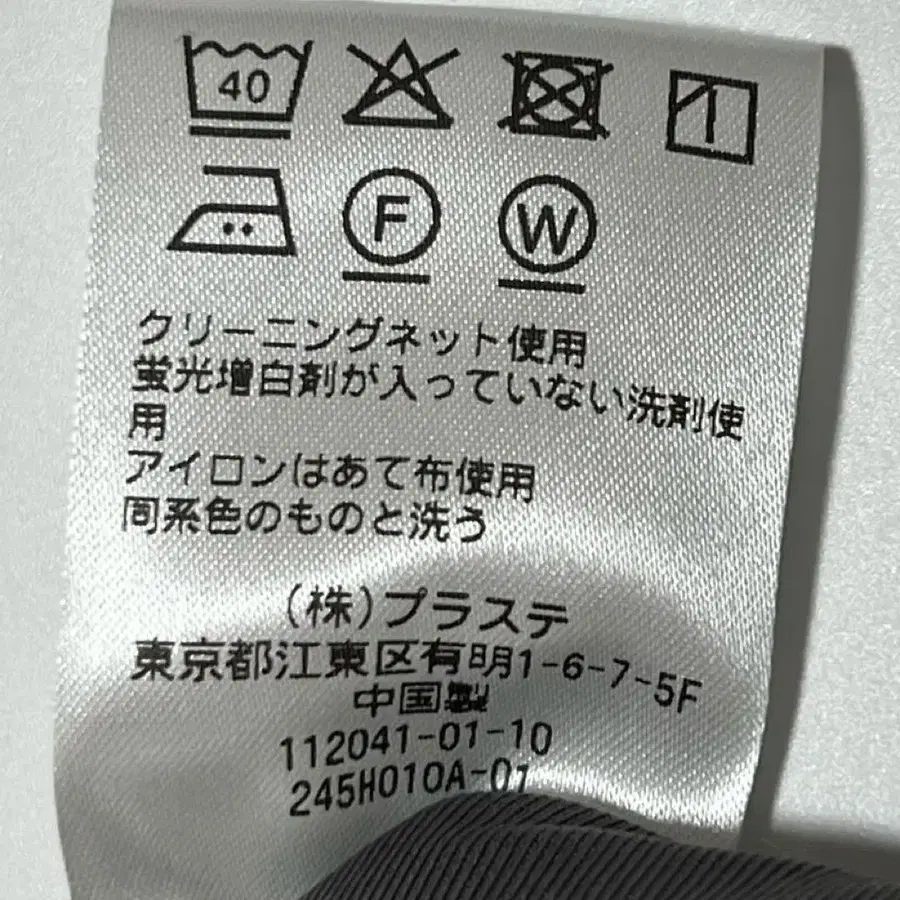 40
F W
クリーニングネット使用
蛍光増白剤が入っていない洗剤使
用
アイロンはあて布使用
同系色のものと洗う
(株)プラステ
東京都江東区有明1-6-7-5F
中国製
112041-01-10
245H010A-01